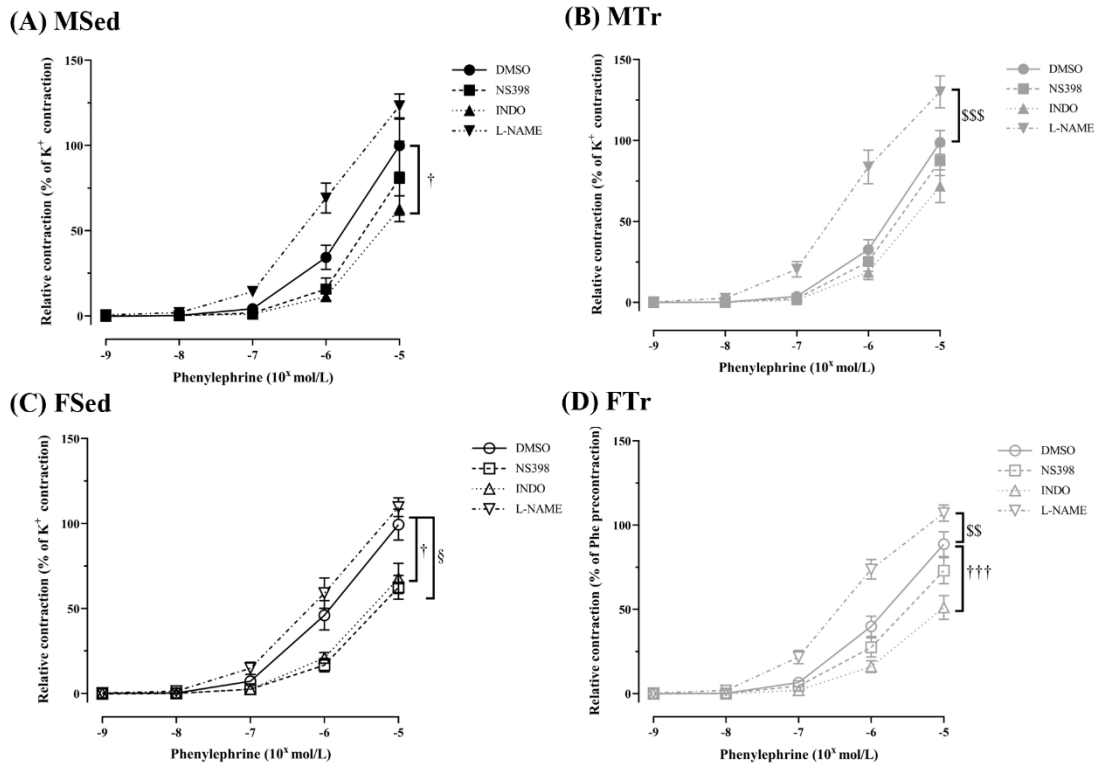 (A) MSed
Relative contraction (% of K⁺ contraction)
150
100
50
0
-9 -8 -7 -6 -5
Phenylephrine (10ˣ mol/L)
DMSO
NS398
INDO
L-NAME
†
(B) MTr
Relative contraction (% of K⁺ contraction)
150
100
50
0
-9 -8 -7 -6 -5
Phenylephrine (10ˣ mol/L)
DMSO
NS398
INDO
L-NAME
$$$
(C) FSed
Relative contraction (% of K⁺ contraction)
150
100
50
0
-9 -8 -7 -6 -5
Phenylephrine (10ˣ mol/L)
DMSO
NS398
INDO
L-NAME
† §
(D) FTr
Relative contraction (% of Phe precontraction)
150
100
50
0
-9 -8 -7 -6 -5
Phenylephrine (10ˣ mol/L)
DMSO
NS398
INDO
L-NAME
$$
†††